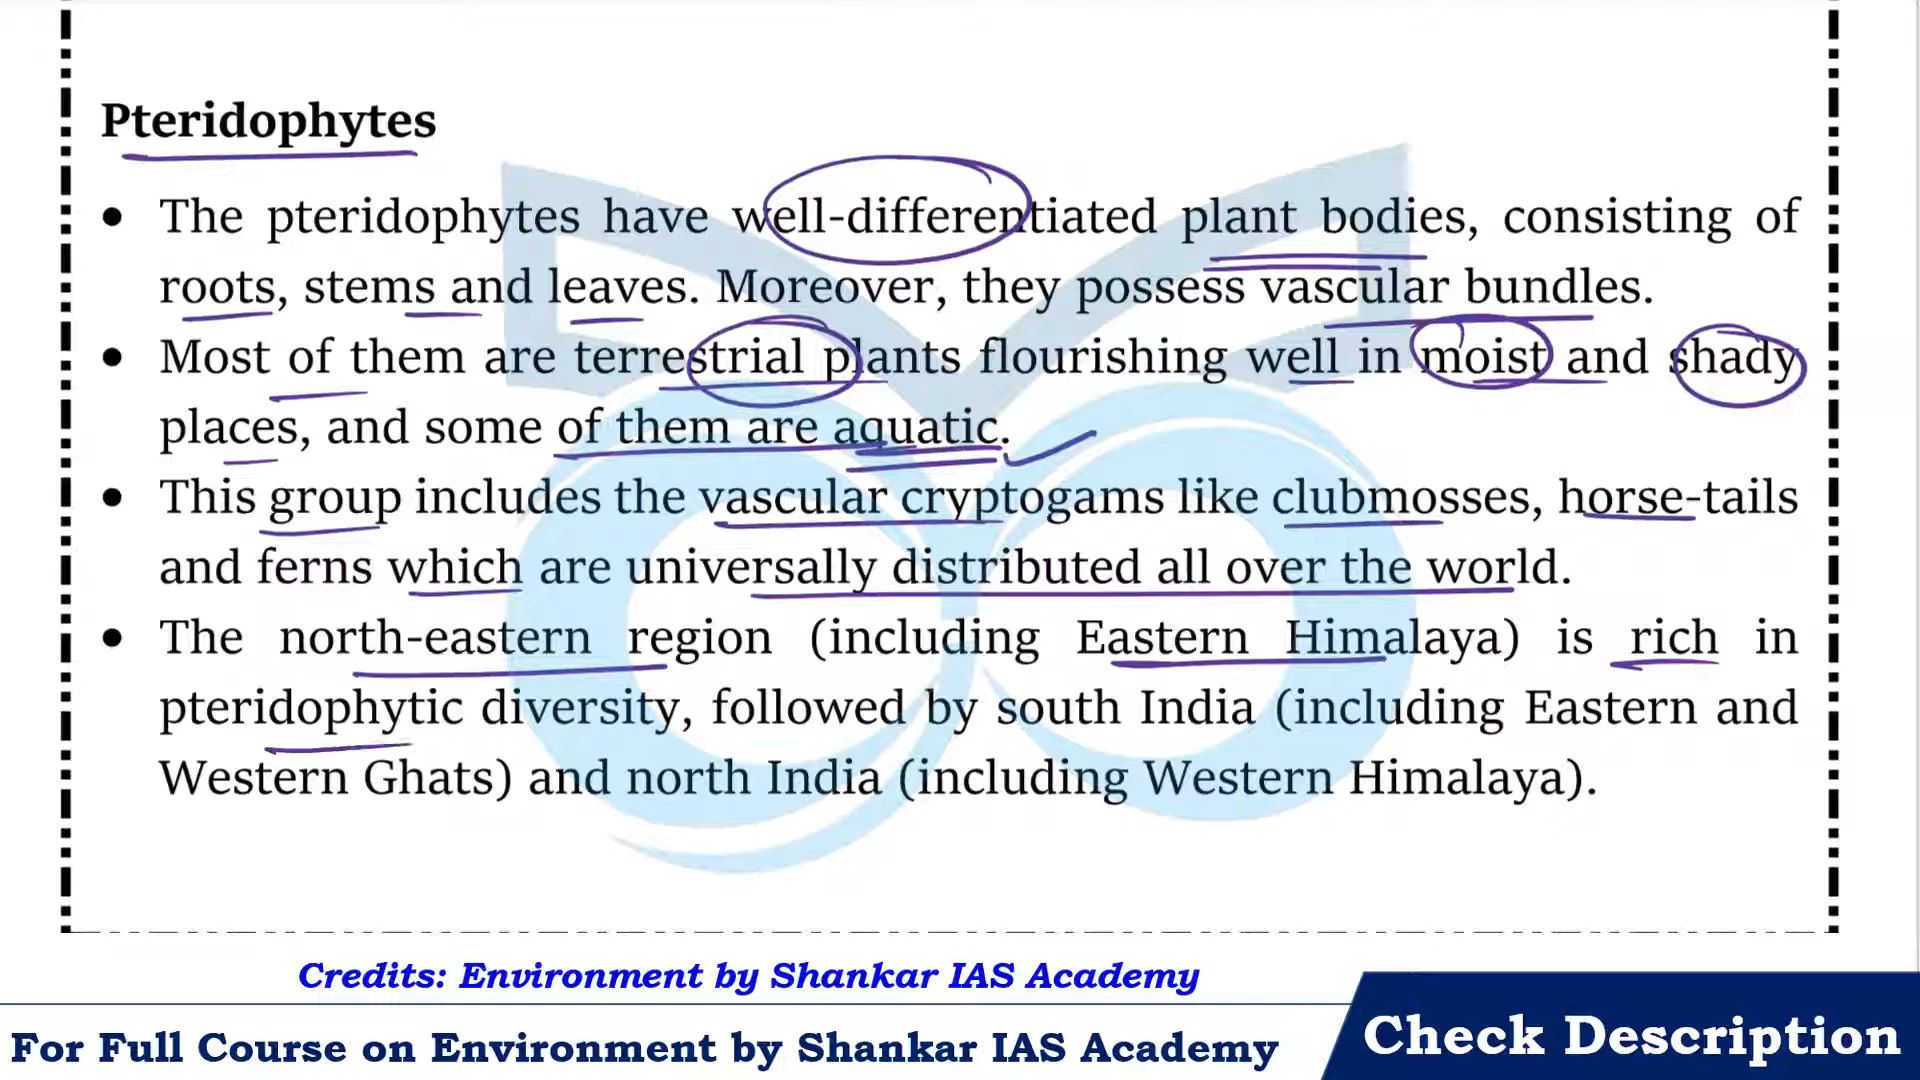 Pteridophytes
• The pteridophytes have well-differentiated plant bodies, consisting of
roots, stems and leaves. Moreover, they possess vascular bundles.
• Most of them are terrestrial plants flourishing well in moist and shady
places, and some of them are aquatic.
• This group includes the vascular cryptogams like clubmosses, horse-tails
and ferns which are universally distributed all over the world.
• The north-eastern region (including Eastern Himalaya) is rich in
pteridophytic diversity, followed by south India (including Eastern and
Western Ghats) and north India (including Western Himalaya).
Credits: Environment by Shankar IAS Academy
For Full Course on Environment by Shankar IAS Academy
Check Description